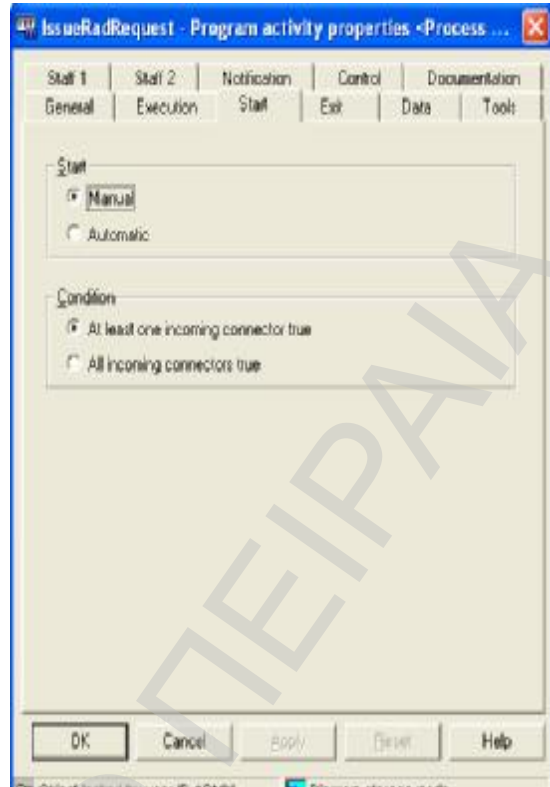 IssueRadRequest - Program activity properties <Process ...
Staff 1 Staff 2 Notification Control Documentation
General Execution Start Exit Data Tools
Start
Manual
Automatic
Condition
At least one incoming connector true
All incoming connectors true
OK Cancel Apply Reset Help
ΠΕΙΡΑΙΑ